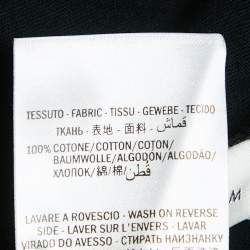 TESSUTO - FABRIC - TISSU - GEWEBE - TECIDO
ТКАНЬ - 表地 - 面料 - قماش
100% COTONE/COTTON/COTON/
BAUMWOLLE/ALGODÓN/ALGODÃO/
ХЛОПОК/綿/棉/قطن
M
LAVARE A ROVESCIO - WASH ON REVERSE
SIDE - LAVER SUR L'ENVERS - LAVAR
VIRADO DO AVESSO - СТИРАТЬ НАИЗНАНКУ